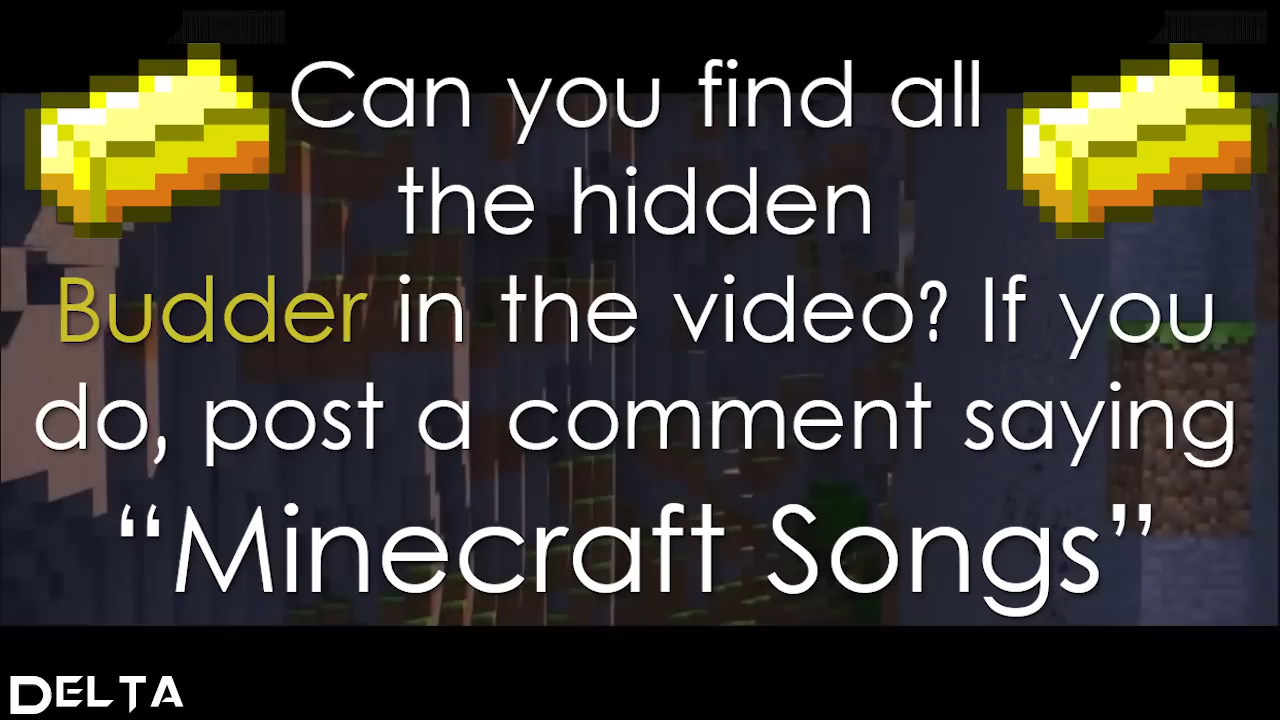 Can you find all
the hidden
Budder in the video? If you
do, post a comment saying
“Minecraft Songs”
DELTA